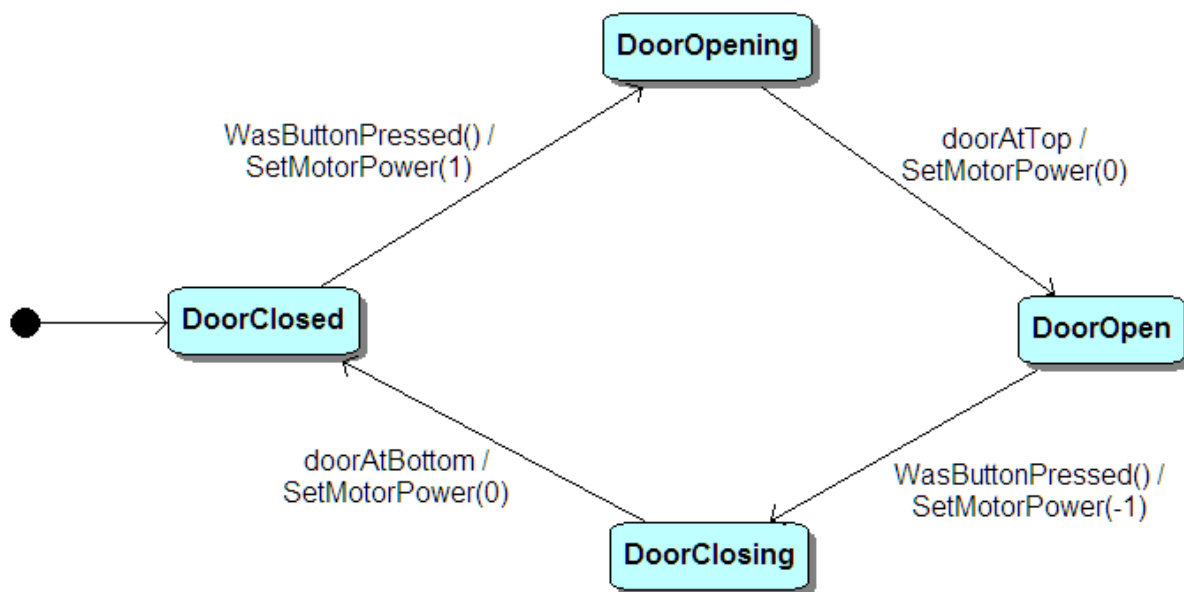 DoorOpening
WasButtonPressed() /
SetMotorPower(1)
doorAtTop /
SetMotorPower(0)
DoorClosed
DoorOpen
doorAtBottom /
SetMotorPower(0)
WasButtonPressed() /
SetMotorPower(-1)
DoorClosing